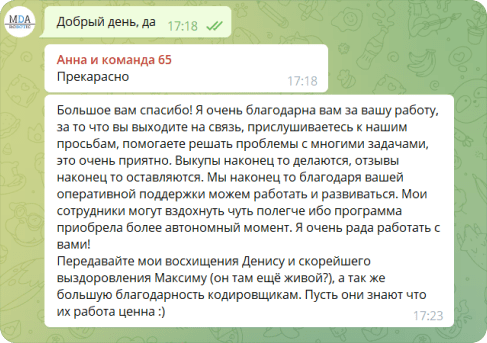 MDA
Добрый день, да
17:18
Анна и команда 65
Прекрасно
17:18
Большое вам спасибо! Я очень благодарна вам за вашу работу,
за то что вы выходите на связь, прислушиваетесь к нашим
просьбам, помогаете решать проблемы с многими задачами,
это очень приятно. Выкупы наконец то делаются, отзывы
наконец то оставляются. Мы наконец то благодаря вашей
оперативной поддержки можем работать и развиваться. Мои
сотрудники могут вздохнуть чуть полегче ибо программа
приобрела более автономный момент. Я очень рада работать с
вами!
Передавайте мои восхищения Денису и скорейшего
выздоровления Максиму (он там ещё живой?), а так же
большую благодарность кодировщикам. Пусть они знают что
их работа ценна :)
17:23